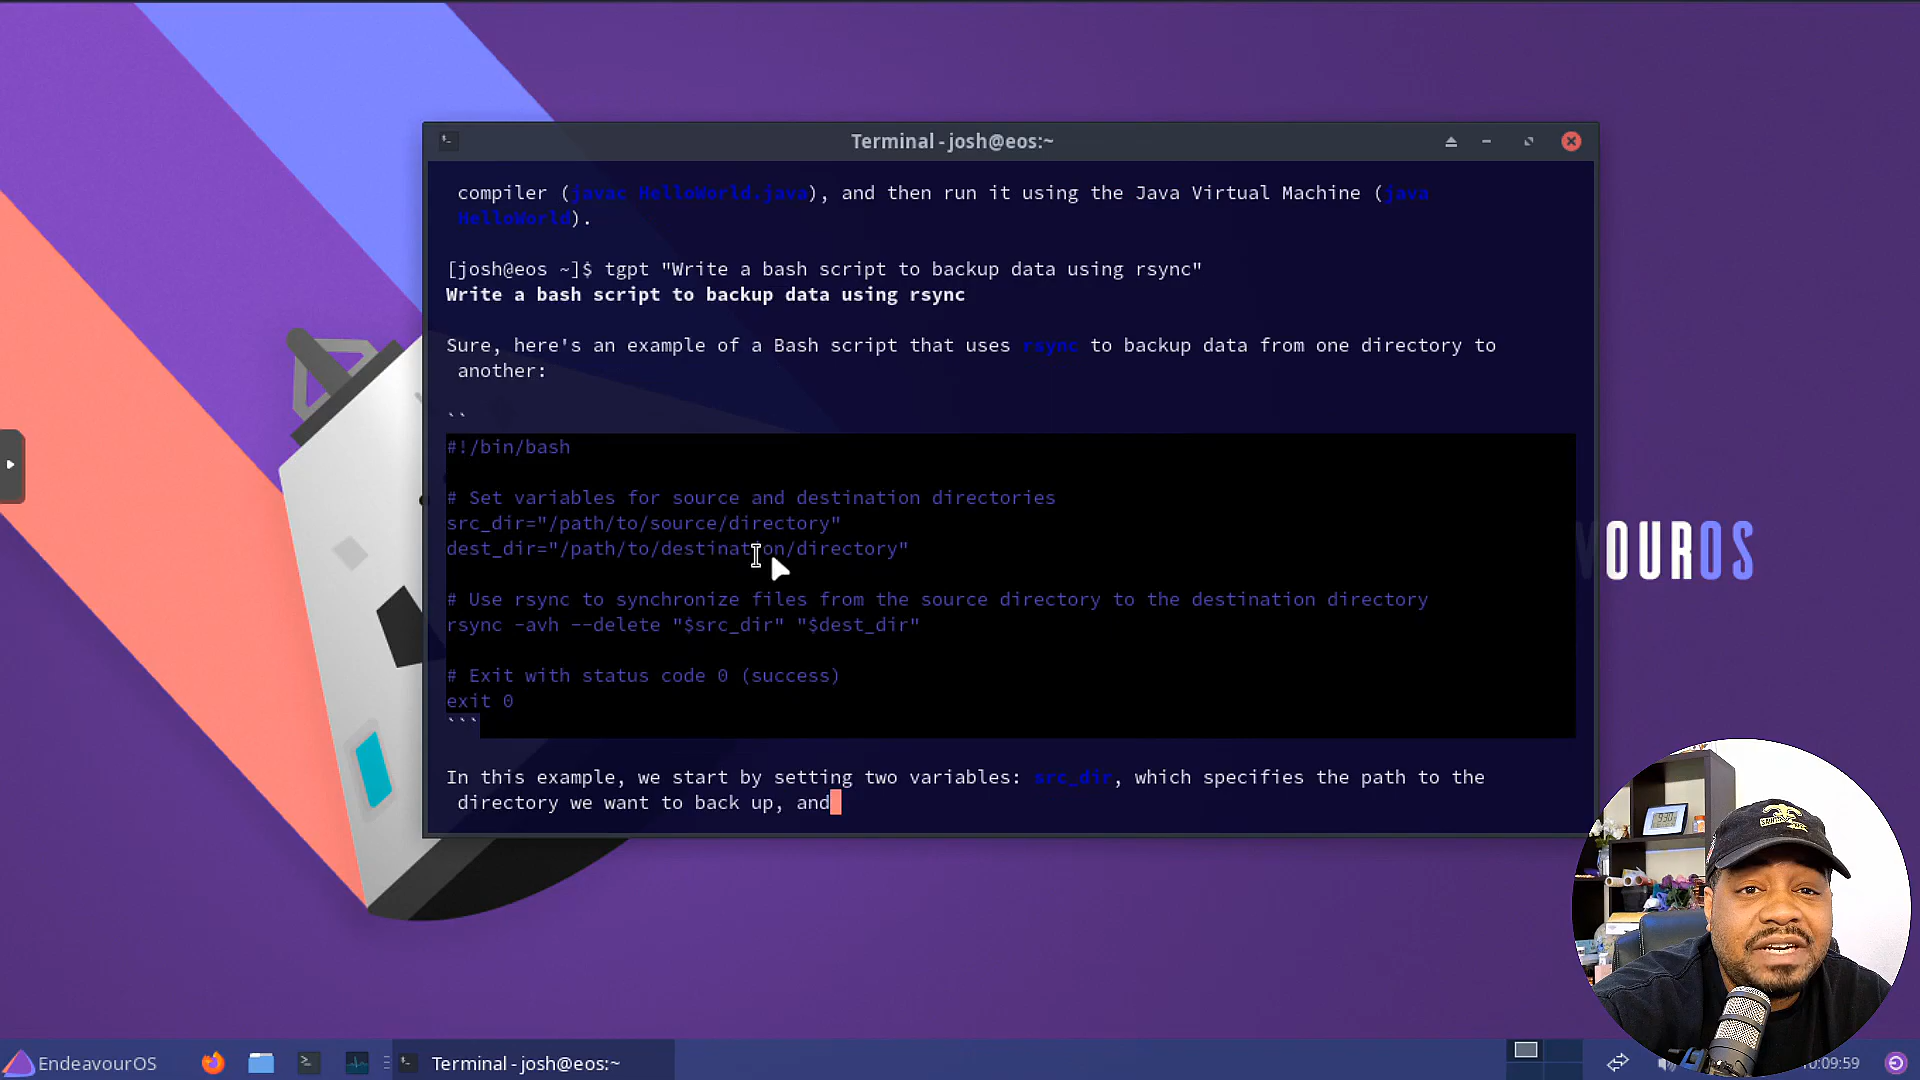 Terminal - josh@eos:~
compiler (javac HelloWorld.java), and then run it using the Java Virtual Machine (java
HelloWorld).
[josh@eos ~]$ tgpt "Write a bash script to backup data using rsync"
Write a bash script to backup data using rsync
Sure, here's an example of a Bash script that uses rsync to backup data from one directory to
another:
``
#!/bin/bash
# Set variables for source and destination directories
src_dir="/path/to/source/directory"
dest_dir="/path/to/destination/directory"
# Use rsync to synchronize files from the source directory to the destination directory
rsync -avh --delete "$src_dir" "$dest_dir"
# Exit with status code 0 (success)
exit 0
```
In this example, we start by setting two variables: src_dir, which specifies the path to the
directory we want to back up, and
OUROS
EndeavourOS
Terminal - josh@eos:~
10:09:59